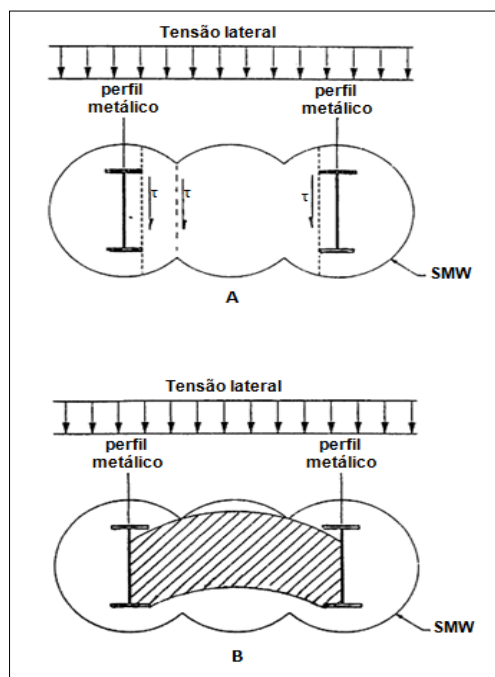 Tensão lateral
perfil
metálico
perfil
metálico
τ
τ
τ
SMW
A
Tensão lateral
perfil
metálico
perfil
metálico
SMW
B